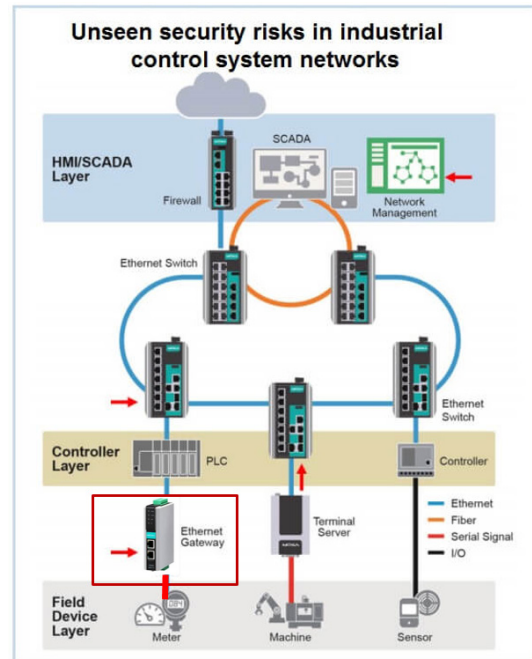 Unseen security risks in industrial
control system networks
SCADA
HMI/SCADA
Layer
Firewall
Network
Management
Ethernet Switch
Ethernet
Switch
Controller
Layer
PLC
Controller
Ethernet
Gateway
Terminal
Server
Ethernet
Fiber
Serial Signal
I/O
Field
Device
Layer
Meter
Machine
Sensor